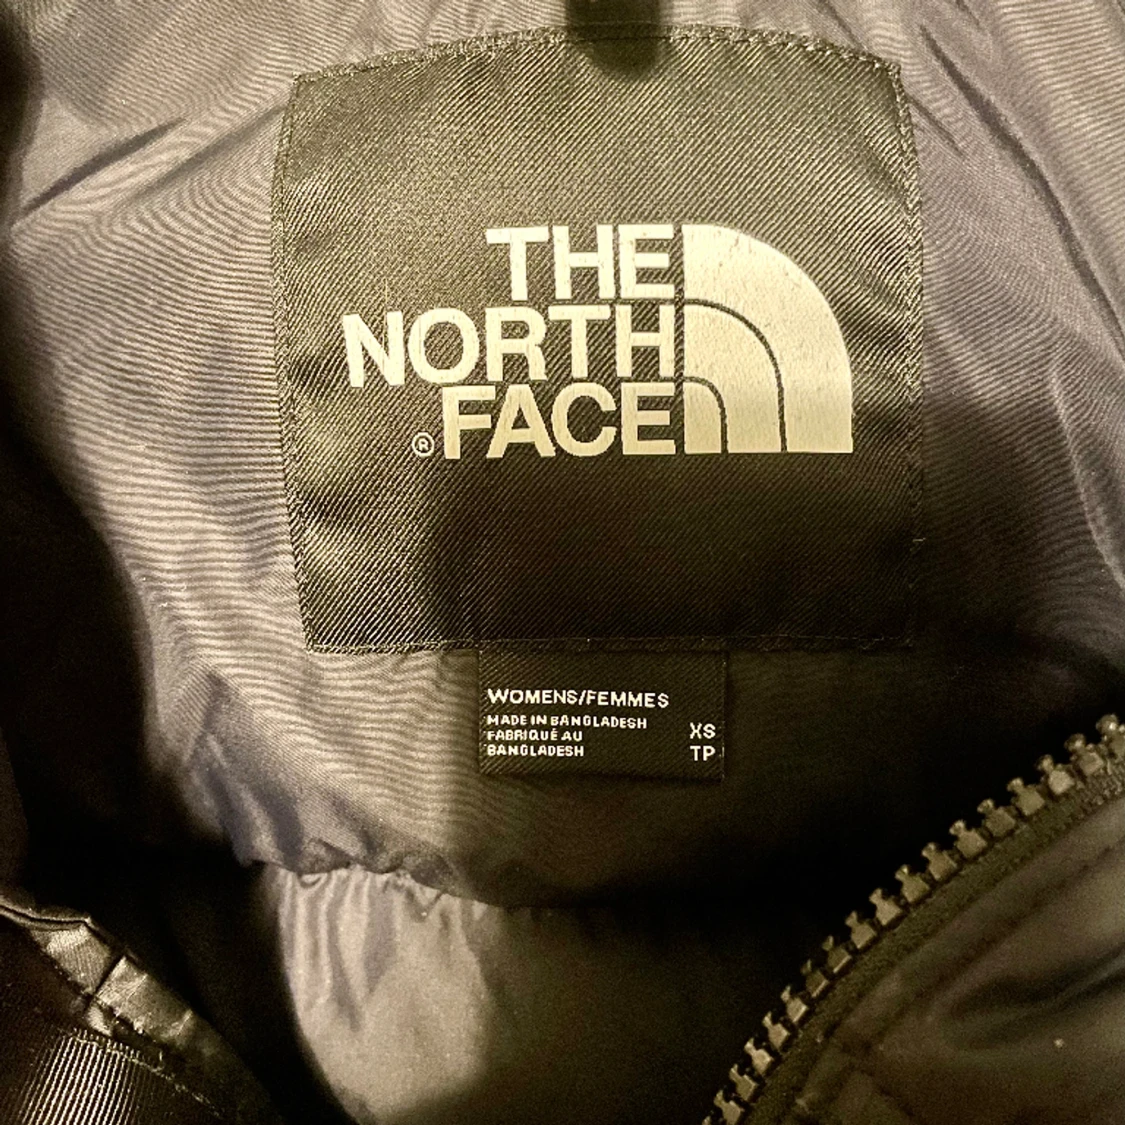 THE
NORTH
® FACE
WOMENS/FEMMES
MADE IN BANGLADESH
FABRIQUÉ AU XS
BANGLADESH TP